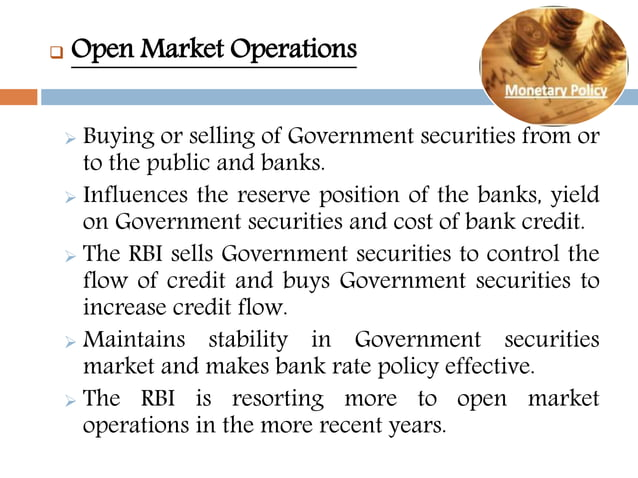 Open Market Operations
Monetary Policy
Buying or selling of Government securities from or
to the public and banks.
Influences the reserve position of the banks, yield
on Government securities and cost of bank credit.
The RBI sells Government securities to control the
flow of credit and buys Government securities to
increase credit flow.
Maintains stability in Government securities
market and makes bank rate policy effective.
The RBI is resorting more to open market
operations in the more recent years.